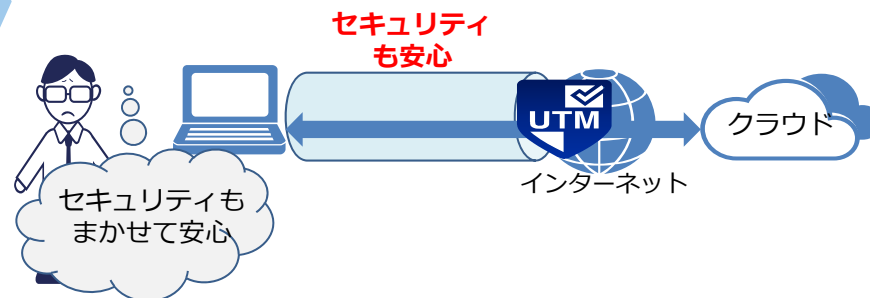 セキュリティ
も安心
UTM
クラウド
インターネット
セキュリティも
まかせて安心